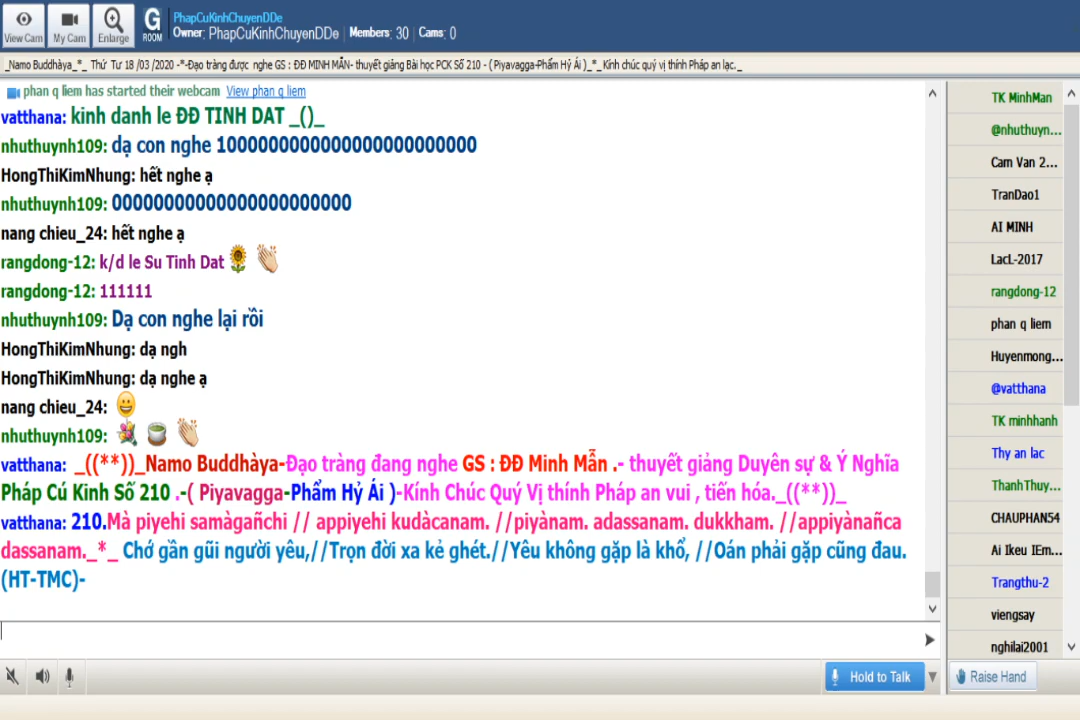 View Cam
My Cam
Enlarge
G
ROOM
PhapCuKinhChuyenDDe
Owner: PhapCuKinhChuyenDDe Members: 30 Cams: 0
_Namo Buddhàya_*_ Thứ Tư 18 /03 /2020 -*-Đạo tràng được nghe GS : ĐĐ MINH MẪN- thuyết giảng Bài học PCK Số 210 - ( Piyavagga-Phẩm Hỷ Ái )_*_Kính chúc quý vị thính Pháp an lạc._
phan q liem has started their webcam View phan q liem
vatthana: kinh danh le ĐĐ TINH DAT _()_
nhuthuynh109: dạ con nghe 1000000000000000000000000
HongThiKimNhung: hết nghe ạ
nhuthuynh109: 00000000000000000000000
nang chieu_24: hết nghe ạ
rangdong-12: k/d le Su Tinh Dat
rangdong-12: 111111
nhuthuynh109: Dạ con nghe lại rồi
HongThiKimNhung: dạ ngh
HongThiKimNhung: dạ nghe ạ
nang chieu_24:
nhuthuynh109:
vatthana: _((**))_Namo Buddhàya-Đạo tràng đang nghe GS : ĐĐ Minh Mẫn .- thuyết giảng Duyên sự & Ý Nghĩa
Pháp Cú Kinh Số 210 .-( Piyavagga-Phẩm Hỷ Ái )-Kính Chúc Quý Vị thính Pháp an vui , tiến hóa._((**))_
vatthana: 210.Mà piyehi samàgañchi // appiyehi kudàcanam. //piyànam. adassanam. dukkham. //appiyànañca
dassanam._*_ Chớ gần gũi người yêu,//Trọn đời xa kẻ ghét.//Yêu không gặp là khổ, //Oán phải gặp cũng đau.
(HT-TMC)-
TK MinhMan
@nhuthuyn...
Cam Van 2...
TranDao1
AI MINH
LacL-2017
rangdong-12
phan q liem
Huyenmong...
@vatthana
TK minhhanh
Thy an lac
ThanhThuy...
CHAUPHAN54
Ai Ikeu IEm...
Trangthu-2
viengsay
nghilai2001
Hold to Talk
Raise Hand